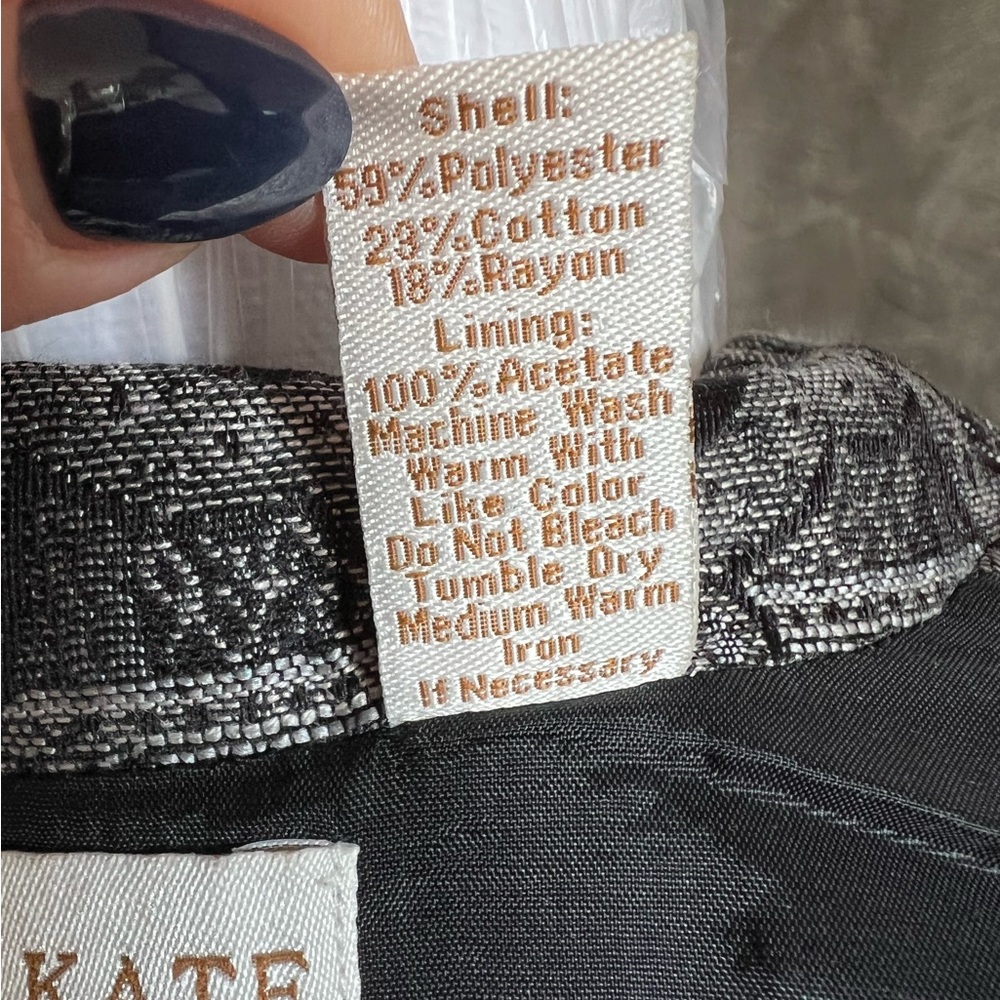 Shell:
59%Polyester
29%Cotton
18%Rayon
Lining:
100%Acetate
Machine Wash
Warm With
Like Color
Do Not Bleach
Tumble Dry
Medium Warm
Iron
If Necessary
KATE